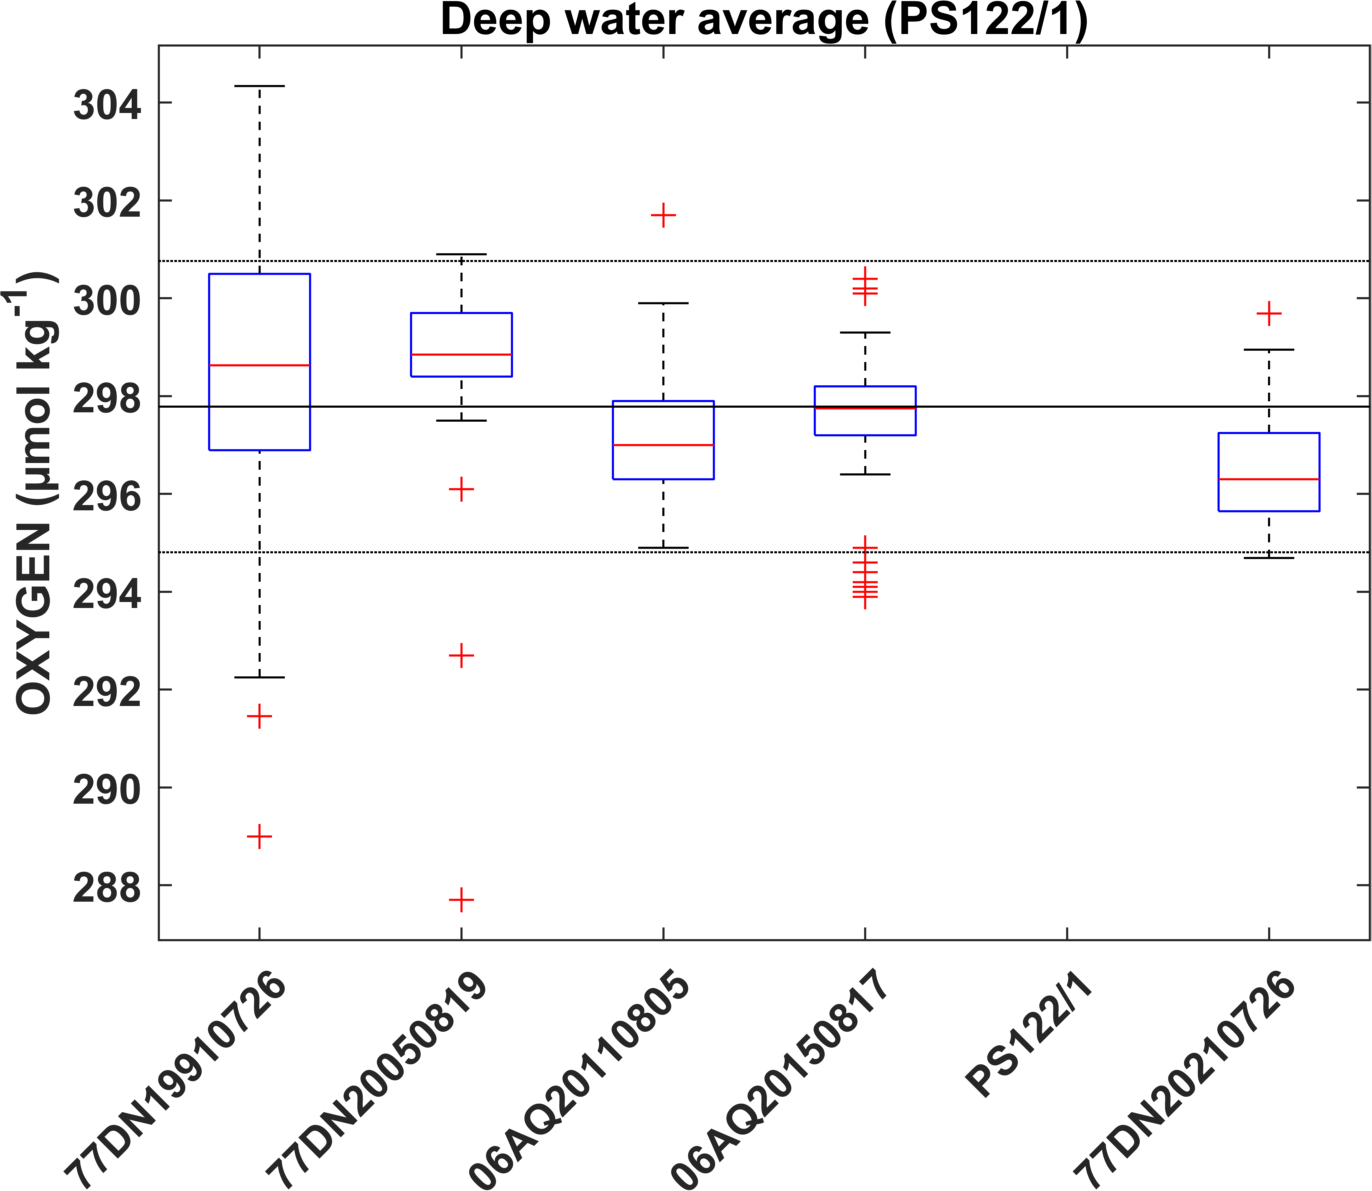 Deep water average (PS122/1)
OXYGEN (µmol kg⁻¹)
304
302
300
298
296
294
292
290
288
77DN19910726
77DN20050819
06AQ20110805
06AQ20150817
PS122/1
77DN20210726